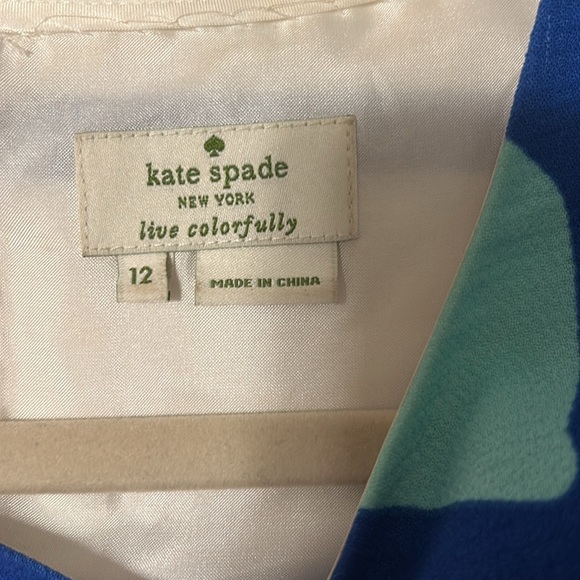 kate spade
NEW YORK
live colorfully
12
MADE IN CHINA